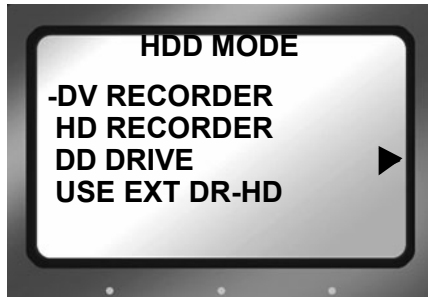 HDD MODE
-DV RECORDER
HD RECORDER
DD DRIVE
USE EXT DR-HD